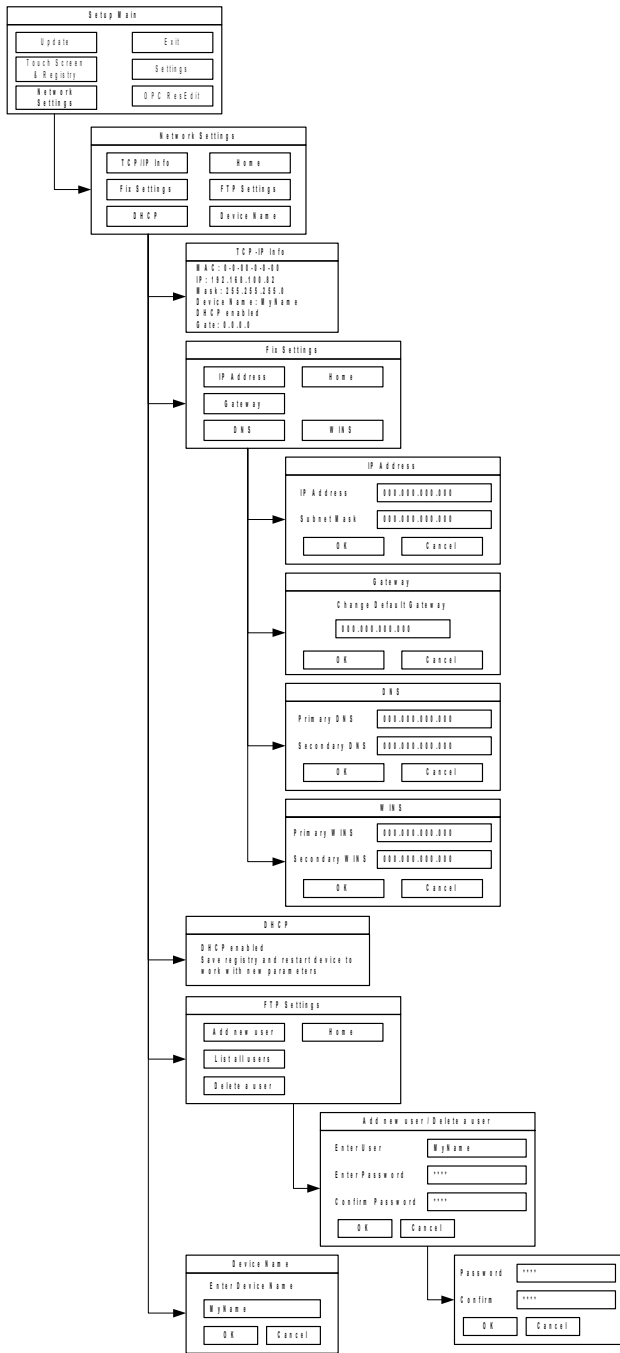 Setup Main
Update
Exit
Touch Screen
& Registry
Settings
Network
Settings
OPC ResEdit
Network Settings
TCP/IP Info
Home
Fix Settings
FTP Settings
DHCP
Device Name
TCP-IP Info
MAC: 0-0-00-0-0-00
IP: 192.168.100.82
Mask: 255.255.255.0
Device Name: MyName
DHCP enabled
Gate: 0.0.0.0
Fix Settings
IP Address
Home
Gateway
DNS
WINS
IP Address
IP Address
000.000.000.000
Subnet Mask
000.000.000.000
OK
Cancel
Gateway
Change Default Gateway
000.000.000.000
OK
Cancel
DNS
Primary DNS
000.000.000.000
Secondary DNS
000.000.000.000
OK
Cancel
WINS
Primary WINS
000.000.000.000
Secondary WINS
000.000.000.000
OK
Cancel
DHCP
DHCP enabled
Save registry and restart device to
work with new parameters
FTP Settings
Add new user
Home
List all users
Delete a user
Add new user / Delete a user
Enter User
MyName
Enter Password
****
Confirm Password
****
OK
Cancel
Device Name
Enter Device Name
MyName
OK
Cancel
Password
****
Confirm
****
OK
Cancel